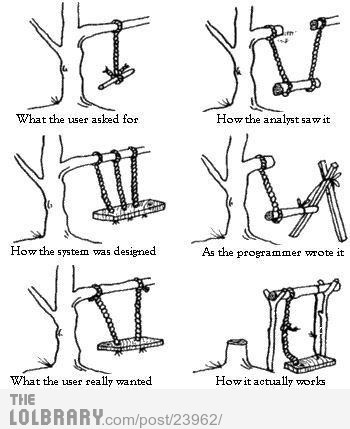 What the user asked for
How the analyst saw it
How the system was designed
As the programmer wrote it
What the user really wanted
How it actually works
THE
LOLBRARY.com/post/23962/